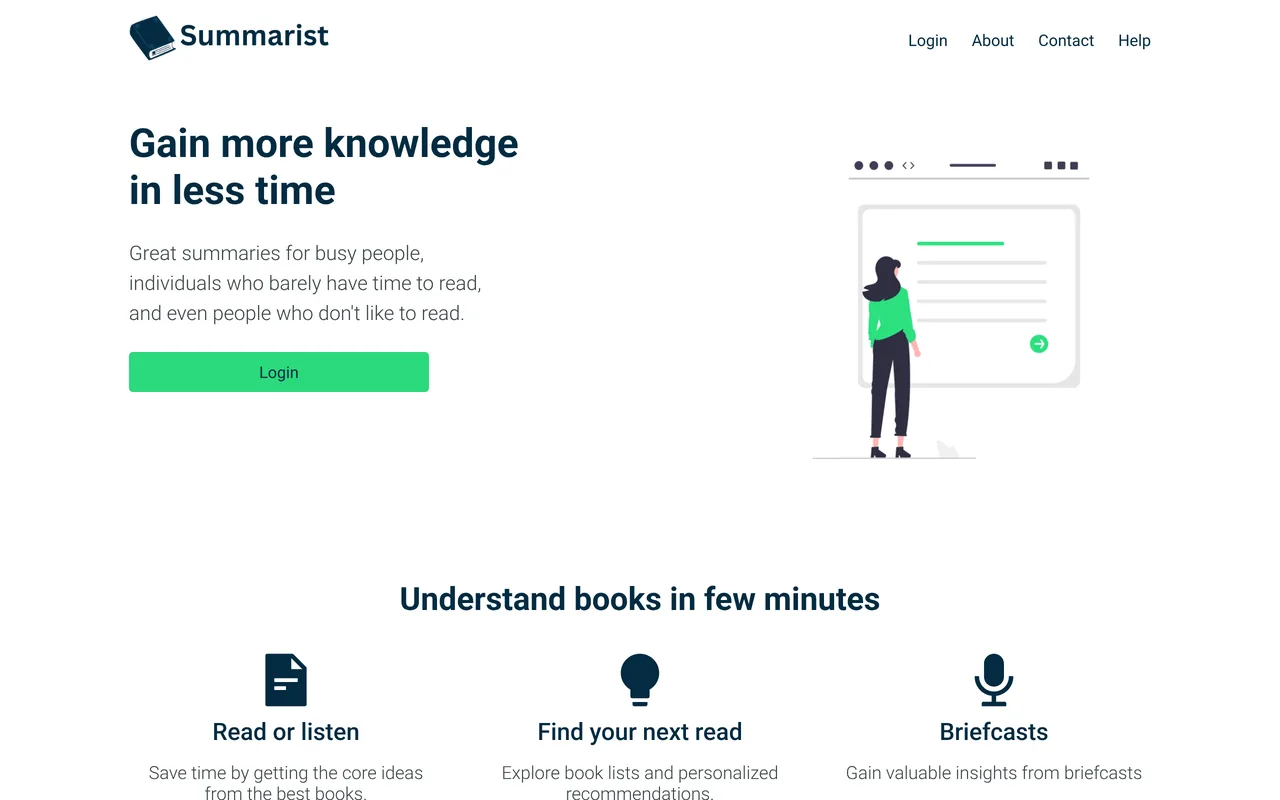 Summarist
Login About Contact Help
Gain more knowledge
in less time
Great summaries for busy people,
individuals who barely have time to read,
and even people who don't like to read.
Login
Understand books in few minutes
Read or listen
Save time by getting the core ideas
from the best books.
Find your next read
Explore book lists and personalized
recommendations.
Briefcasts
Gain valuable insights from briefcasts